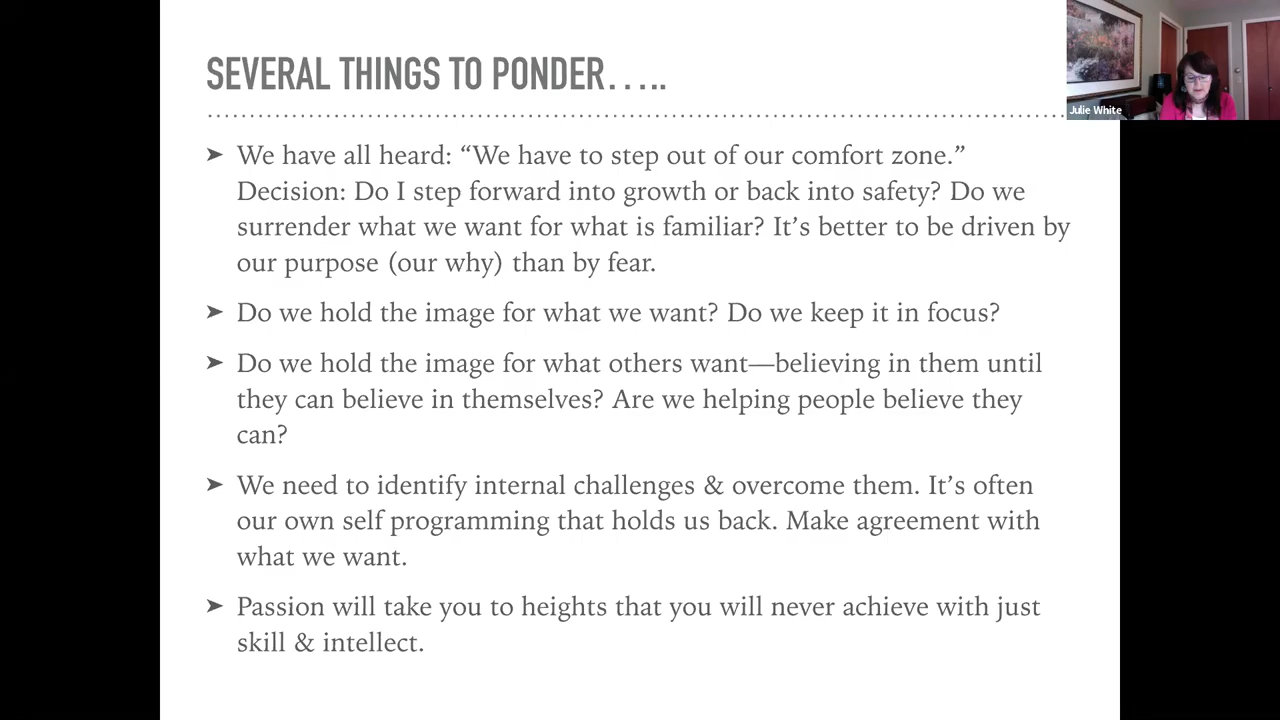 SEVERAL THINGS TO PONDER.....
Julie White
➤ We have all heard: “We have to step out of our comfort zone.”
Decision: Do I step forward into growth or back into safety? Do we
surrender what we want for what is familiar? It’s better to be driven by
our purpose (our why) than by fear.
➤ Do we hold the image for what we want? Do we keep it in focus?
➤ Do we hold the image for what others want—believing in them until
they can believe in themselves? Are we helping people believe they
can?
➤ We need to identify internal challenges & overcome them. It’s often
our own self programming that holds us back. Make agreement with
what we want.
➤ Passion will take you to heights that you will never achieve with just
skill & intellect.